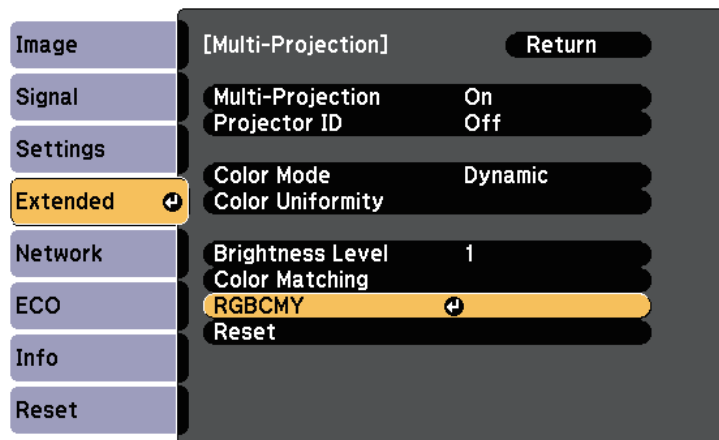 Image
Signal
Settings
Extended
Network
ECO
Info
Reset
[Multi-Projection] Return
Multi-Projection On
Projector ID Off
Color Mode Dynamic
Color Uniformity
Brightness Level 1
Color Matching
RGBCMY
Reset